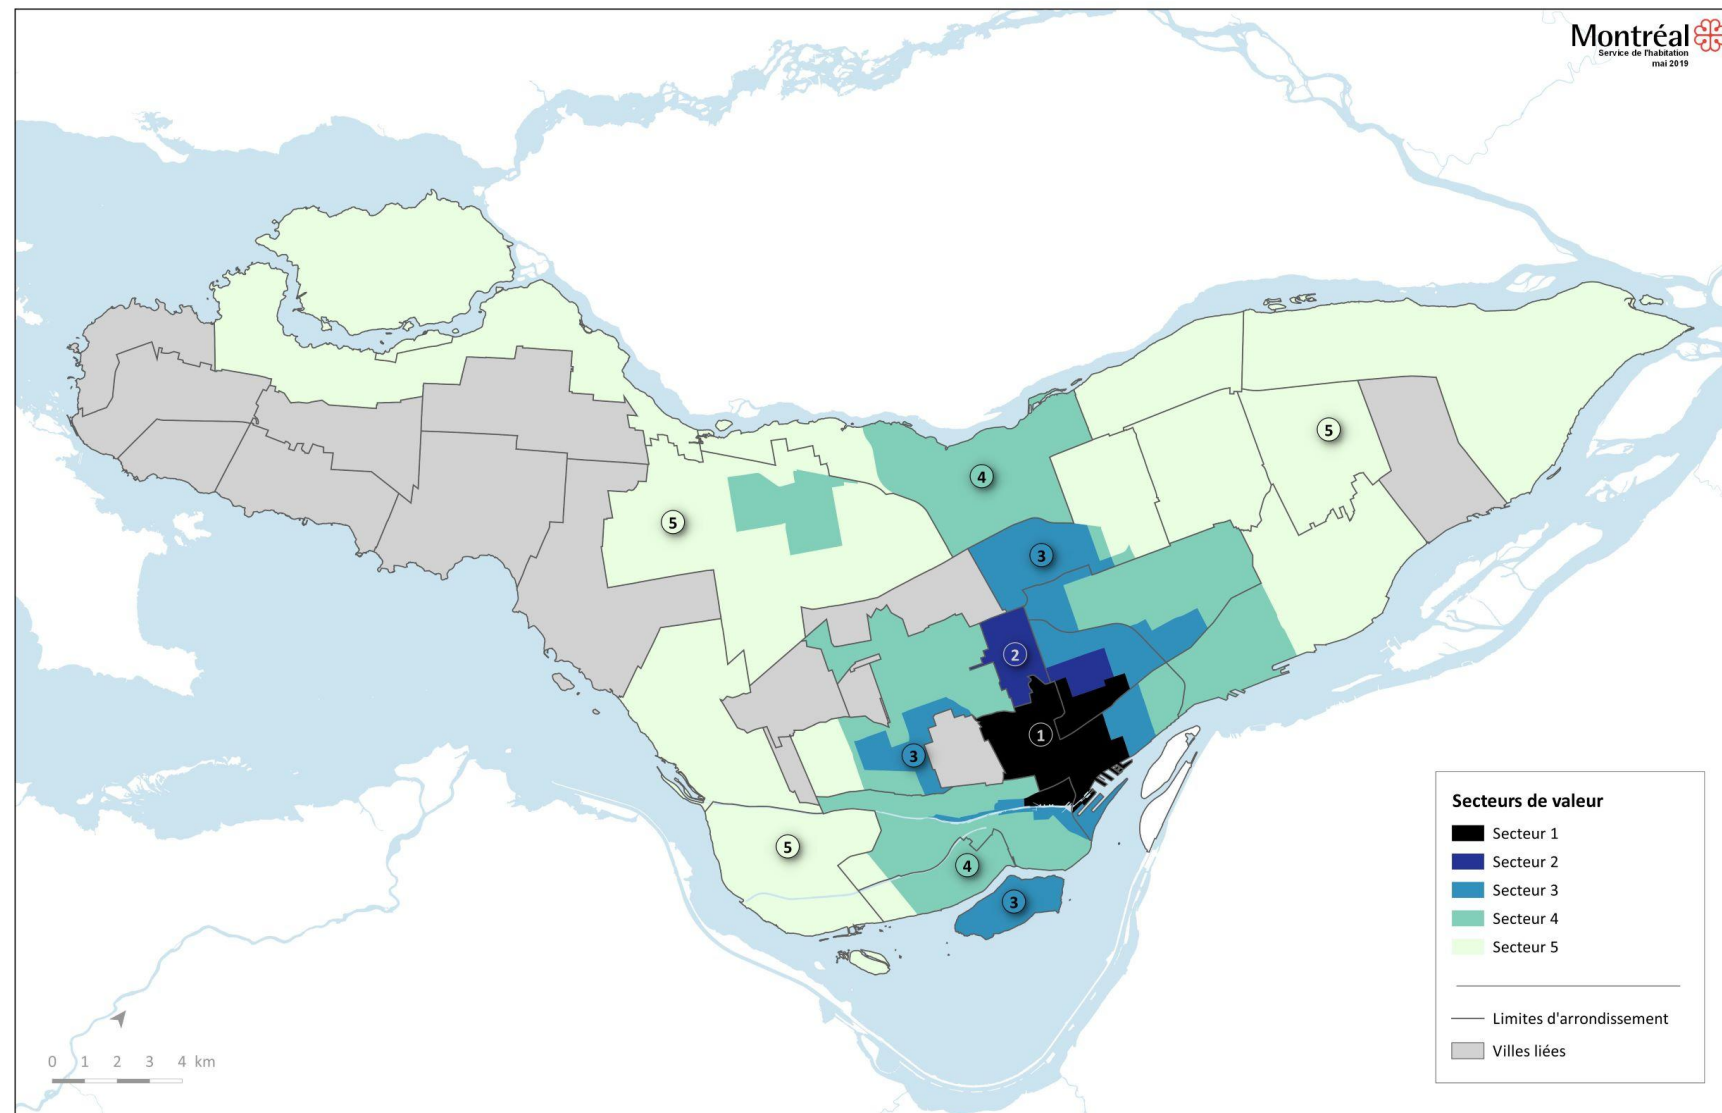 Montréal
Service de l'habitation
mai 2019
5
4
5
3
2
1
3
5
4
3
Secteurs de valeur
Secteur 1
Secteur 2
Secteur 3
Secteur 4
Secteur 5
Limites d'arrondissement
Villes liées
0 1 2 3 4 km